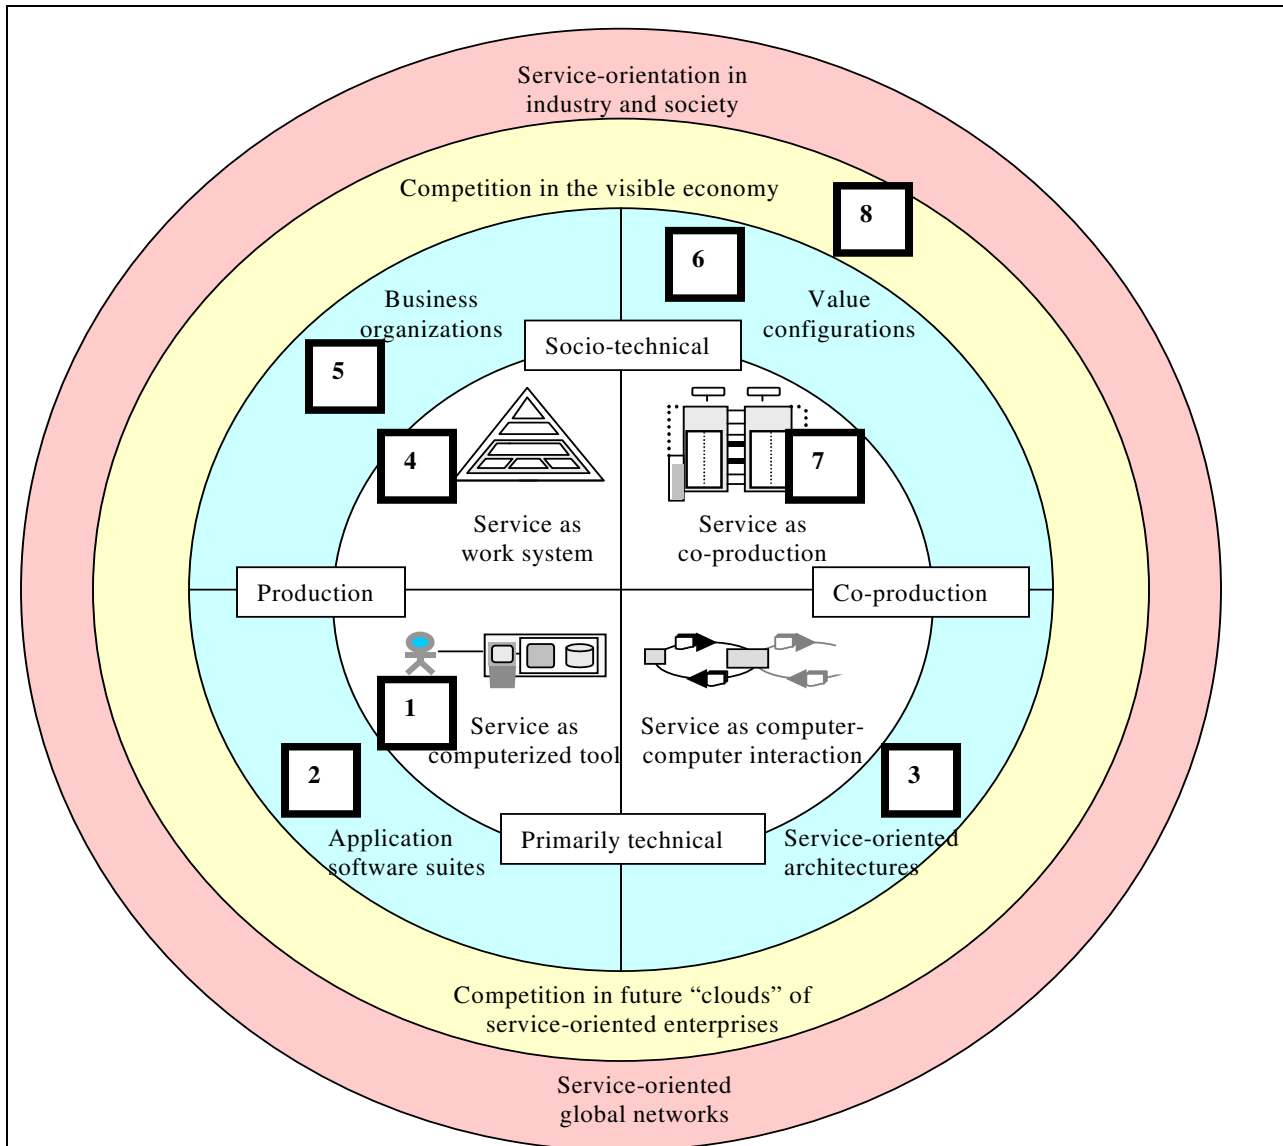 Service-orientation in
industry and society
Competition in the visible economy
8
6
Business
organizations
Value
configurations
Socio-technical
5
4
7
Service as
work system
Service as
co-production
Production
Co-production
1
Service as
computerized tool
Service as computer-
computer interaction
2
3
Application
software suites
Primarily technical
Service-oriented
architectures
Competition in future “clouds” of
service-oriented enterprises
Service-oriented
global networks